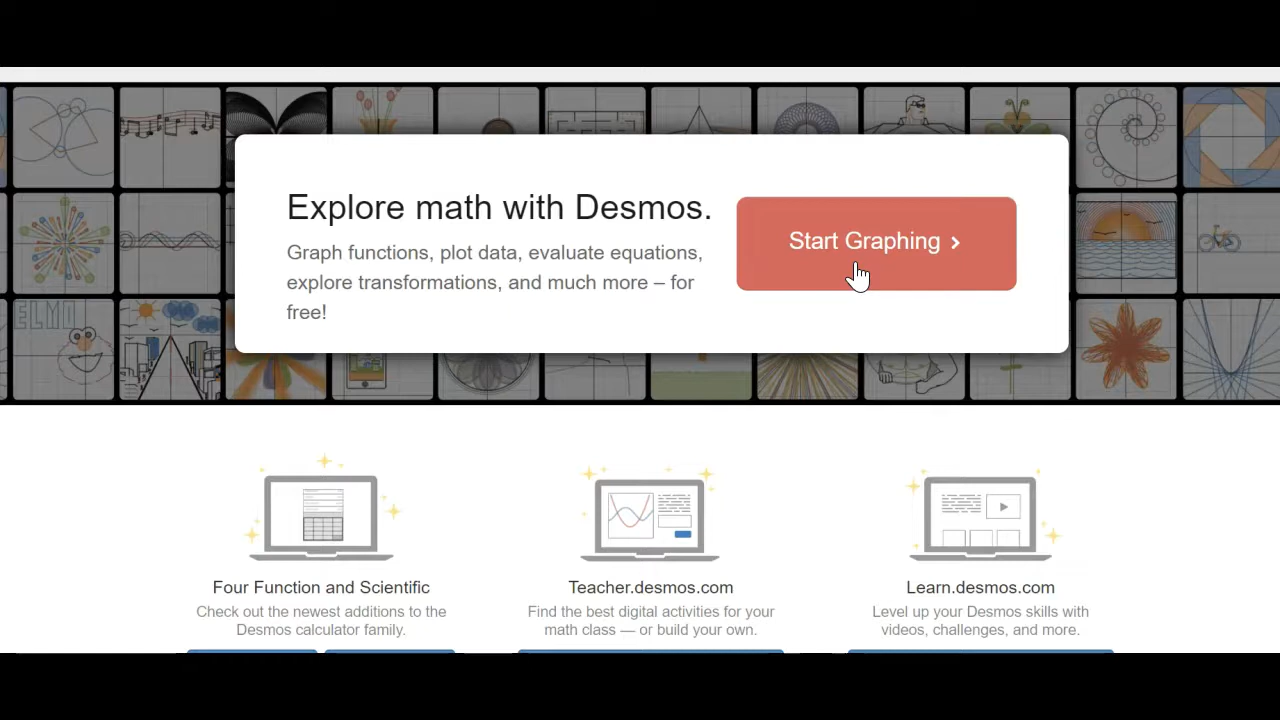 Explore math with Desmos.
Graph functions, plot data, evaluate equations,
explore transformations, and much more – for
free!
Start Graphing
ELMO
Four Function and Scientific
Check out the newest additions to the
Desmos calculator family.
Teacher.desmos.com
Find the best digital activities for your
math class — or build your own.
Learn.desmos.com
Level up your Desmos skills with
videos, challenges, and more.